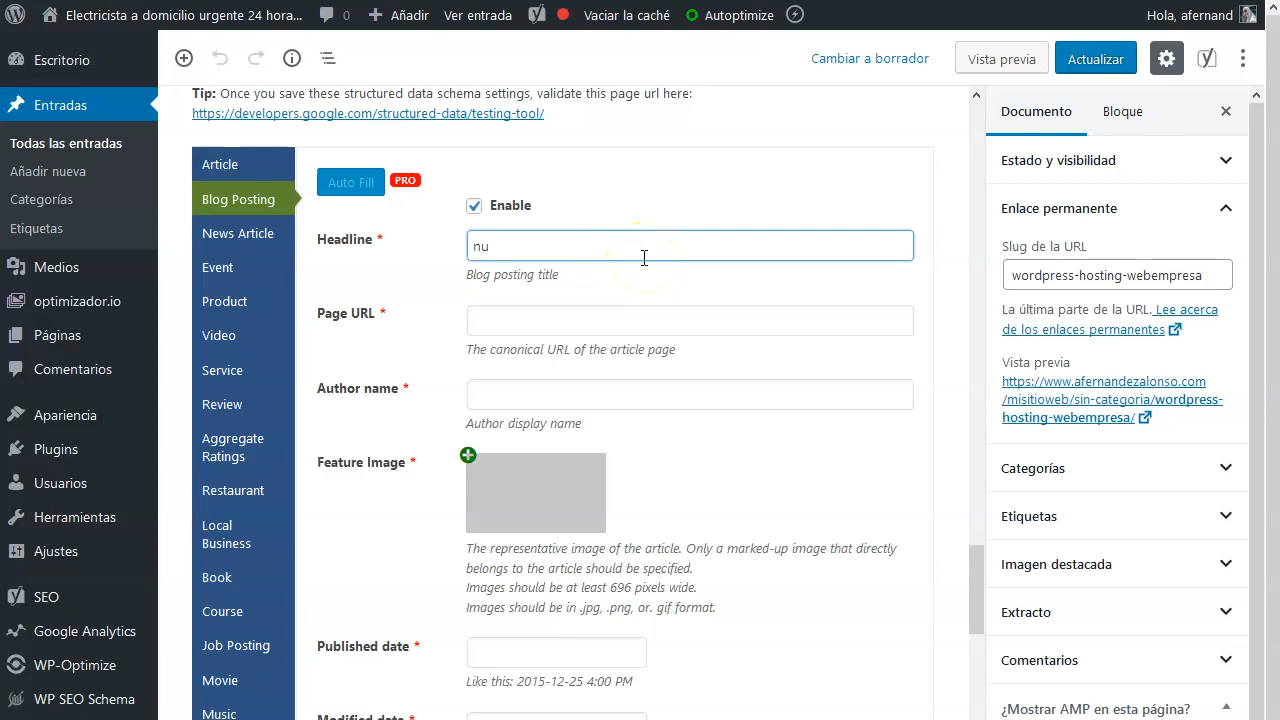 Electricista a domicilio urgente 24 hora...
0
Añadir
Ver entrada
Vaciar la caché
Autoptimize
Hola, afernand
Escritorio
Entradas
Todas las entradas
Añadir nueva
Categorías
Etiquetas
Medios
optimizador.io
Páginas
Comentarios
Apariencia
Plugins
Usuarios
Herramientas
Ajustes
SEO
Google Analytics
WP-Optimize
WP SEO Schema
Cambiar a borrador
Vista previa
Actualizar
Tip: Once you save these structured data schema settings, validate this page url here:
https://developers.google.com/structured-data/testing-tool/
Article
Blog Posting
News Article
Event
Product
Video
Service
Review
Aggregate
Ratings
Restaurant
Local
Business
Book
Course
Job Posting
Movie
Music
Auto Fill
PRO
Enable
Headline *
nu
Blog posting title
Page URL *
The canonical URL of the article page
Author name *
Author display name
Feature Image *
The representative image of the article. Only a marked-up image that directly
belongs to the article should be specified.
Images should be at least 696 pixels wide.
Images should be in .jpg, .png, or. gif format.
Published date *
Like this: 2015-12-25 4:00 PM
Modified date *
Documento
Bloque
Estado y visibilidad
Enlace permanente
Slug de la URL
wordpress-hosting-webempresa
La última parte de la URL. Lee acerca
de los enlaces permanentes
Vista previa
https://www.afernandezalonso.com
/misitioweb/sin-categoria/wordpress-
hosting-webempresa/
Categorías
Etiquetas
Imagen destacada
Extracto
Comentarios
¿Mostrar AMP en esta página?